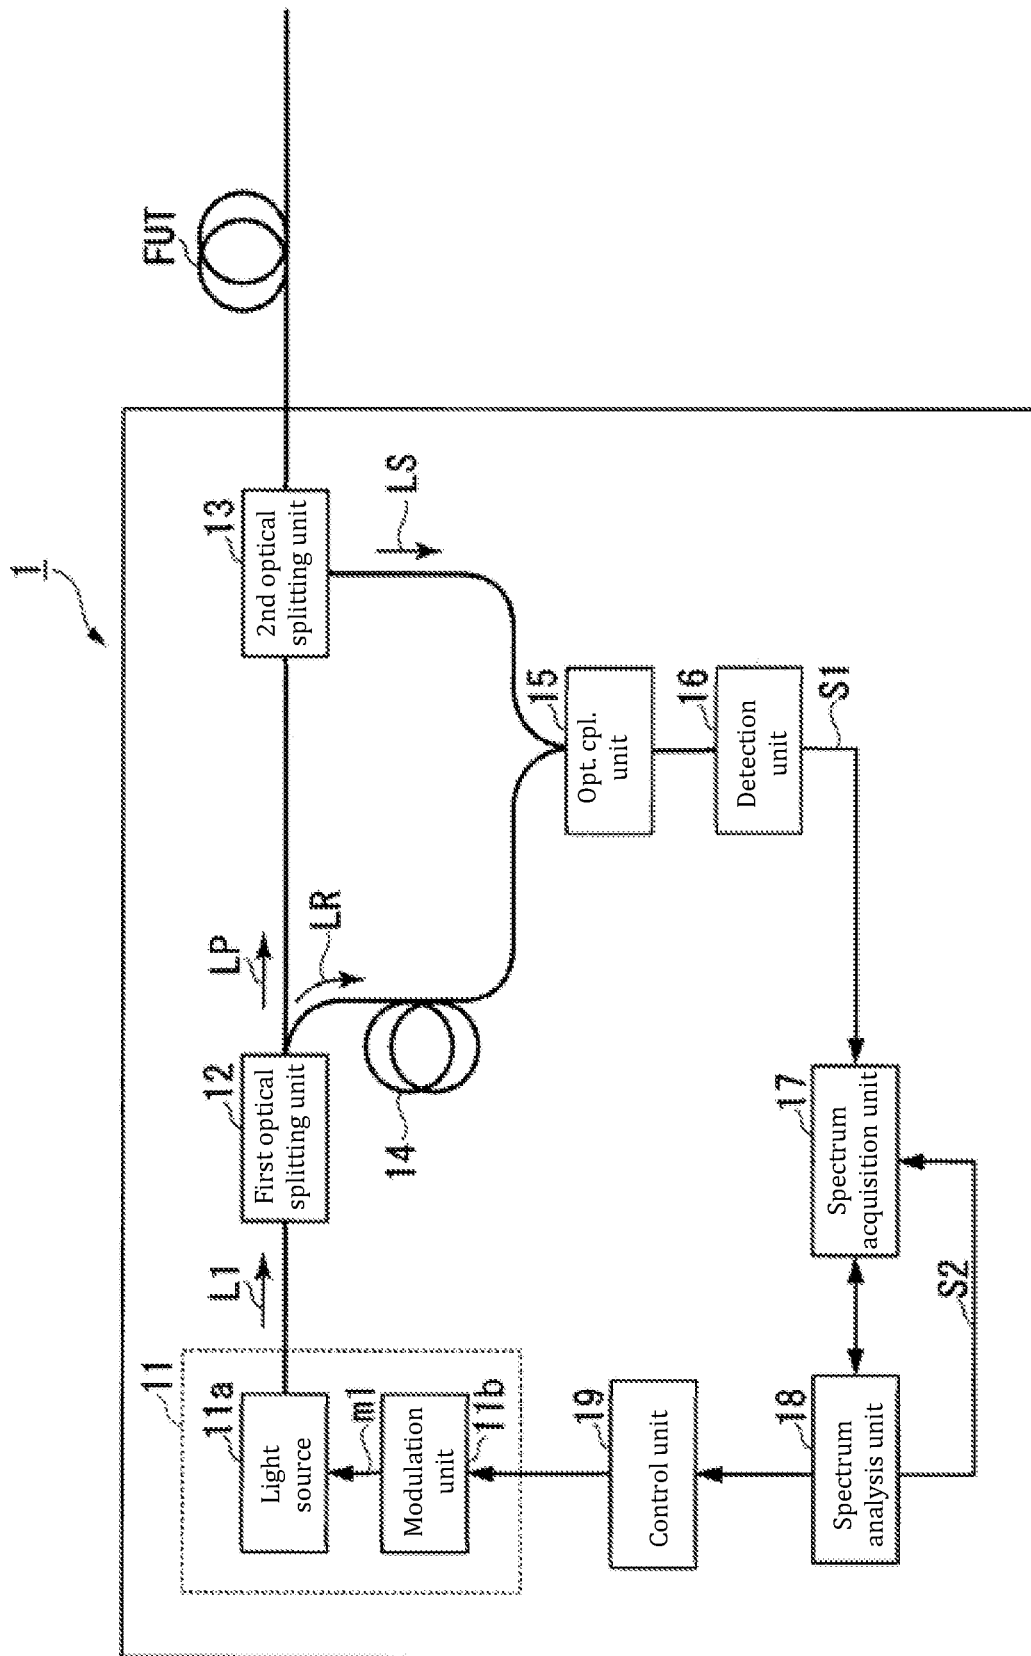 1
FUT
11
11a
Light
source
m1
Modulation
unit
11b
L1
12
First optical
splitting unit
LP
LR
14
13
2nd optical
splitting unit
LS
15
Opt. cpl.
unit
16
Detection
unit
S1
17
Spectrum
acquisition unit
S2
18
Spectrum
analysis unit
19
Control unit